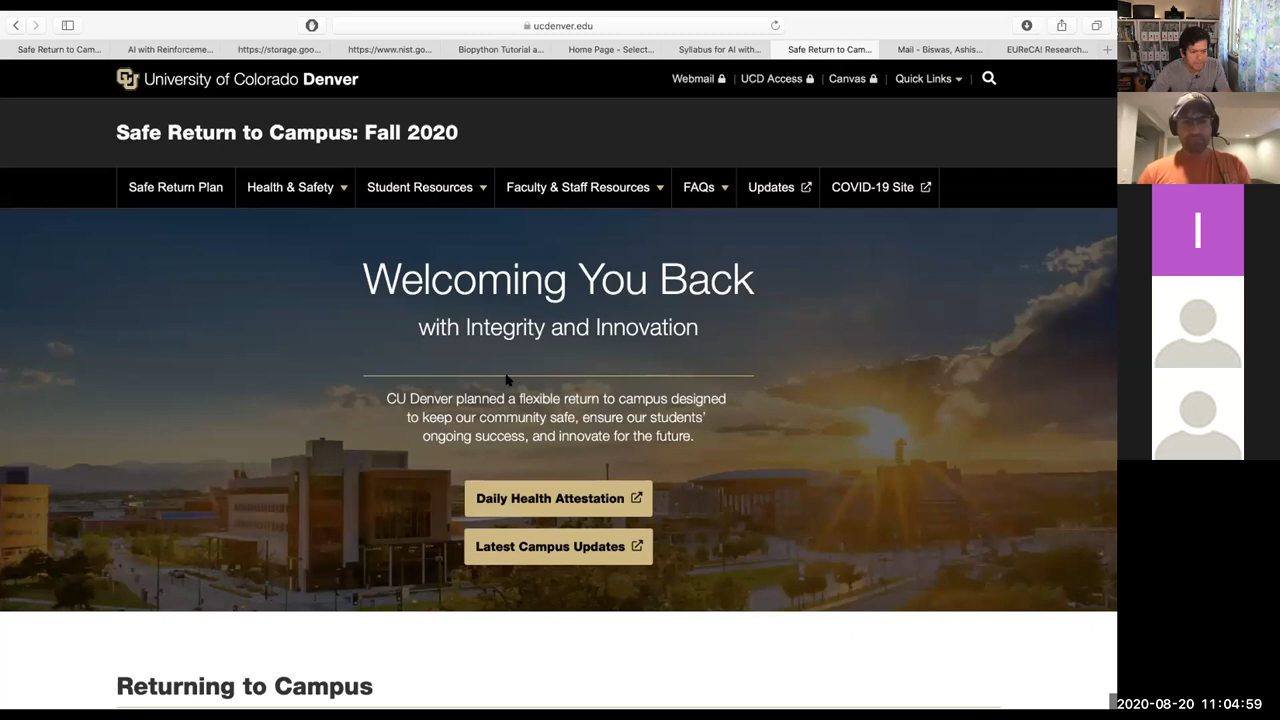 ucdenver.edu
Safe Return to Cam...
AI with Reinforceme...
https://storage.goo...
https://www.nist.go...
Biopython Tutorial a...
Home Page - Select...
Syllabus for AI with...
Safe Return to Cam...
Mail - Biswas, Ashis...
EUReCA! Research...
University of Colorado Denver
Webmail
UCD Access
Canvas
Quick Links
Safe Return to Campus: Fall 2020
Safe Return Plan
Health & Safety
Student Resources
Faculty & Staff Resources
FAQs
Updates
COVID-19 Site
Welcoming You Back
with Integrity and Innovation
CU Denver planned a flexible return to campus designed
to keep our community safe, ensure our students'
ongoing success, and innovate for the future.
Daily Health Attestation
Latest Campus Updates
Returning to Campus
I
2020-08-20 11:04:59